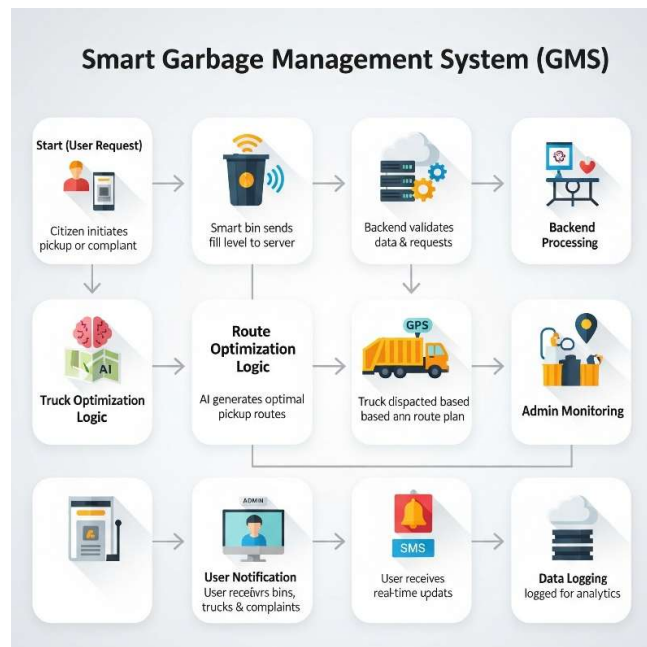 Smart Garbage Management System (GMS)
Start (User Request)
Citizen initiates
pickup or compliant
Smart bin sends
fill level to server
Backend validates
data & requests
Backend
Processing
AI
Truck Optimization
Logic
Route
Optimization
Logic
AI generates optimal
pickup routes
GPS
Truck dispacted based
based ann route plan
Admin Monitoring
ADMIN
User Notification
User receívrs bins,
trucks & complaints
SMS
User receives
real-time updats
Data Logging
logged for analytics